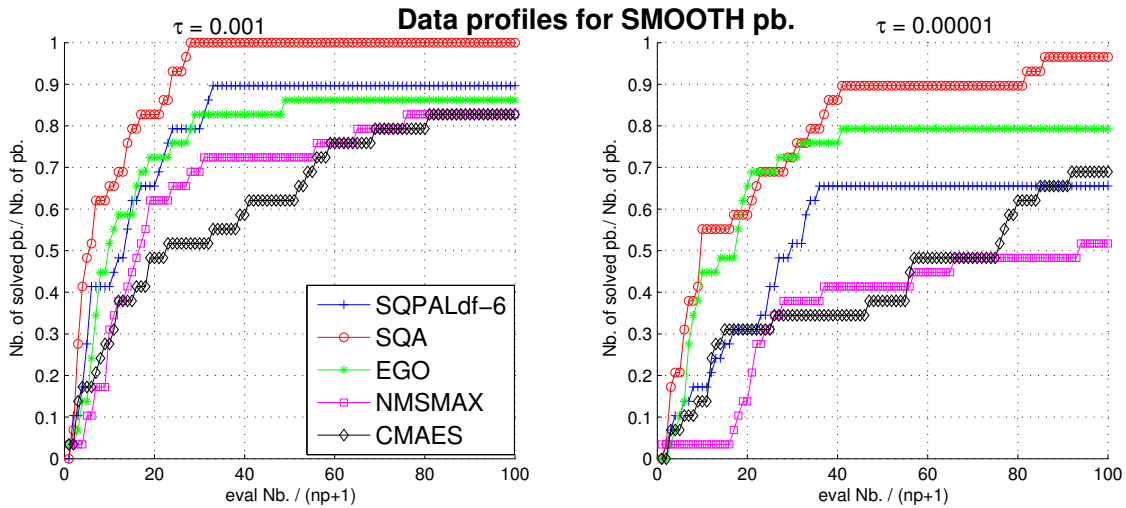 Data profiles for SMOOTH pb.
τ = 0.001
Nb. of solved pb./ Nb. of pb.
1
0.9
0.8
0.7
0.6
0.5
0.4
0.3
0.2
0.1
0
0 20 40 60 80 100
eval Nb. / (np+1)
SQPALdf-6
SQA
EGO
NMSMAX
CMAES
τ = 0.00001
Nb. of solved pb./ Nb. of pb.
1
0.9
0.8
0.7
0.6
0.5
0.4
0.3
0.2
0.1
0
0 20 40 60 80 100
eval Nb. / (np+1)